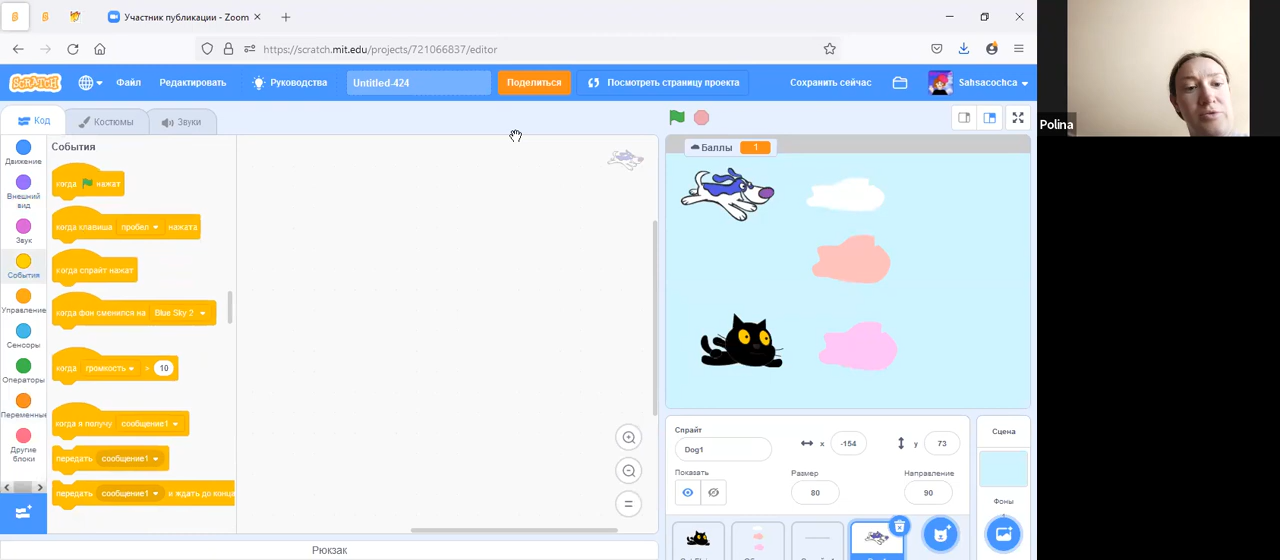 Участник публикации - Zoom
https://scratch.mit.edu/projects/721066837/editor
SCRATCH
Файл
Редактировать
Руководства
Untitled-424
Поделиться
Посмотреть страницу проекта
Сохранить сейчас
Sahsacochca
Polina
Код
Костюмы
Звуки
Движение
Внешний вид
Звук
События
Управление
Сенсоры
Операторы
Переменные
Другие блоки
События
когда нажат
когда клавиша пробел нажата
когда спрайт нажат
когда фон сменился на Blue Sky 2
когда громкость > 10
когда я получу сообщение1
передать сообщение1
передать сообщение1 и ждать до конца
Рюкзак
Баллы 1
Спрайт
Dog1
x -154
y 73
Показать
Размер
80
Направление
90
Сцена
Фоны